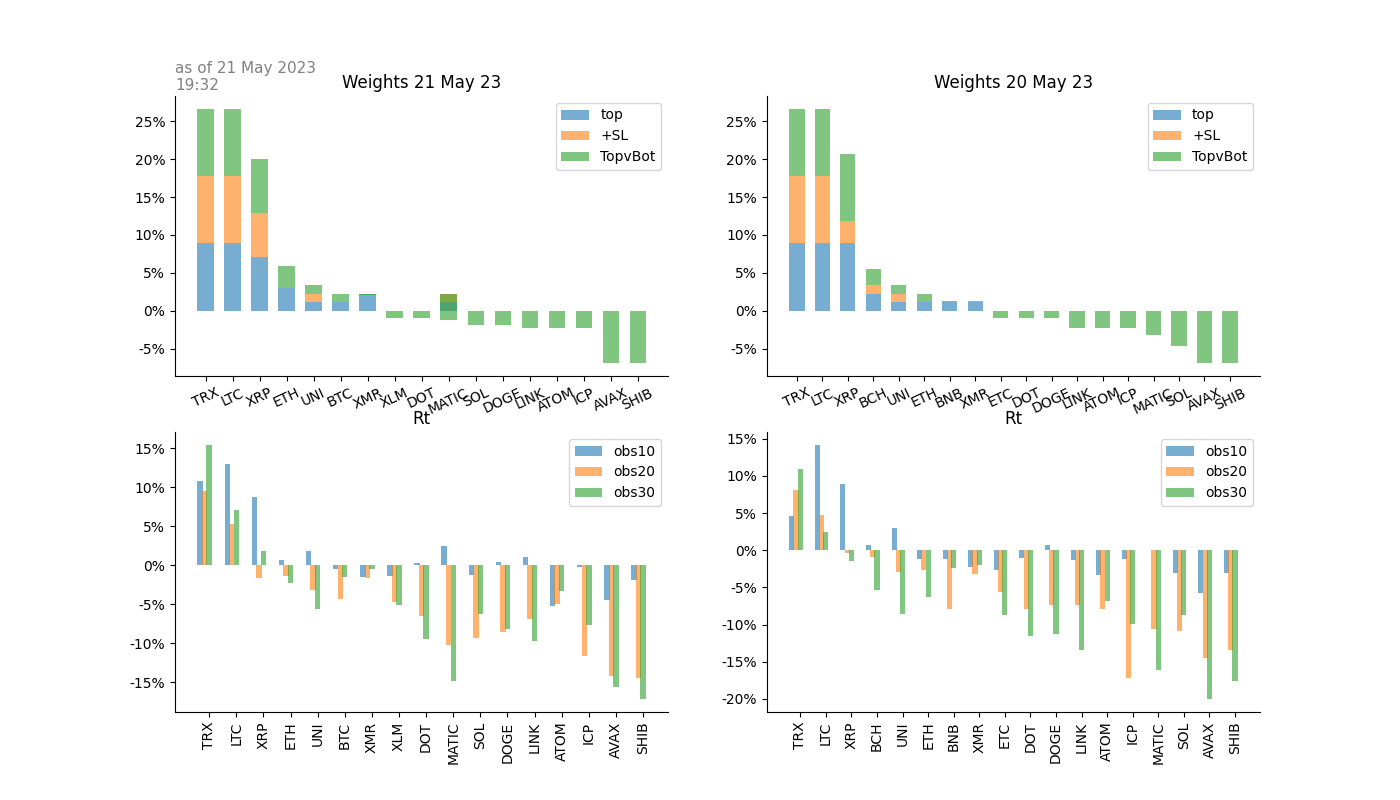 as of 21 May 2023
19:32
Weights 21 May 23
25%
20%
15%
10%
5%
0%
-5%
top
+SL
TopvBot
TRX LTC XRP ETH UNI BTC XMR XLM DOT MATIC SOL DOGE LINK ATOM ICP AVAX SHIB
Weights 20 May 23
25%
20%
15%
10%
5%
0%
-5%
top
+SL
TopvBot
TRX LTC XRP BCH UNI ETH BNB XMR ETC DOT DOGE LINK ATOM ICP MATIC SOL AVAX SHIB
Rt
15%
10%
5%
0%
-5%
-10%
-15%
obs10
obs20
obs30
TRX LTC XRP ETH UNI BTC XMR XLM DOT MATIC SOL DOGE LINK ATOM ICP AVAX SHIB
Rt
15%
10%
5%
0%
-5%
-10%
-15%
-20%
obs10
obs20
obs30
TRX LTC XRP BCH UNI ETH BNB XMR ETC DOT DOGE LINK ATOM ICP MATIC SOL AVAX SHIB